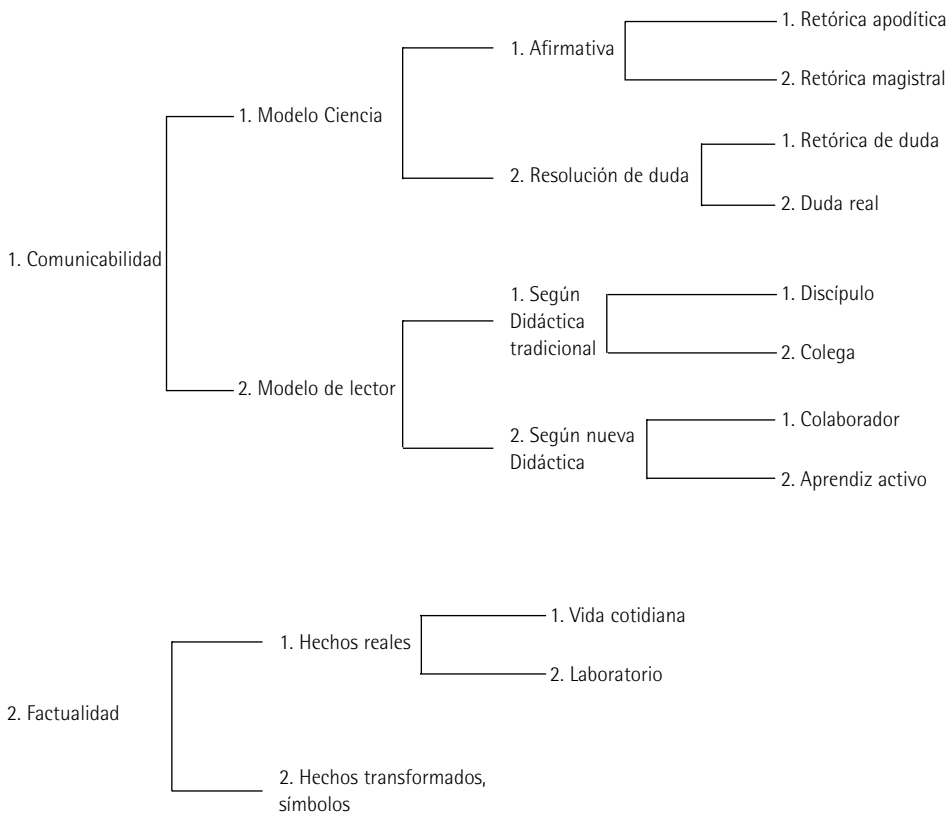 1. Comunicabilidad
1. Modelo Ciencia
1. Afirmativa
1. Retórica apodítica
2. Retórica magistral
2. Resolución de duda
1. Retórica de duda
2. Duda real
2. Modelo de lector
1. Según
Didáctica
tradicional
1. Discípulo
2. Colega
2. Según nueva
Didáctica
1. Colaborador
2. Aprendiz activo
2. Factualidad
1. Hechos reales
1. Vida cotidiana
2. Laboratorio
2. Hechos transformados,
símbolos